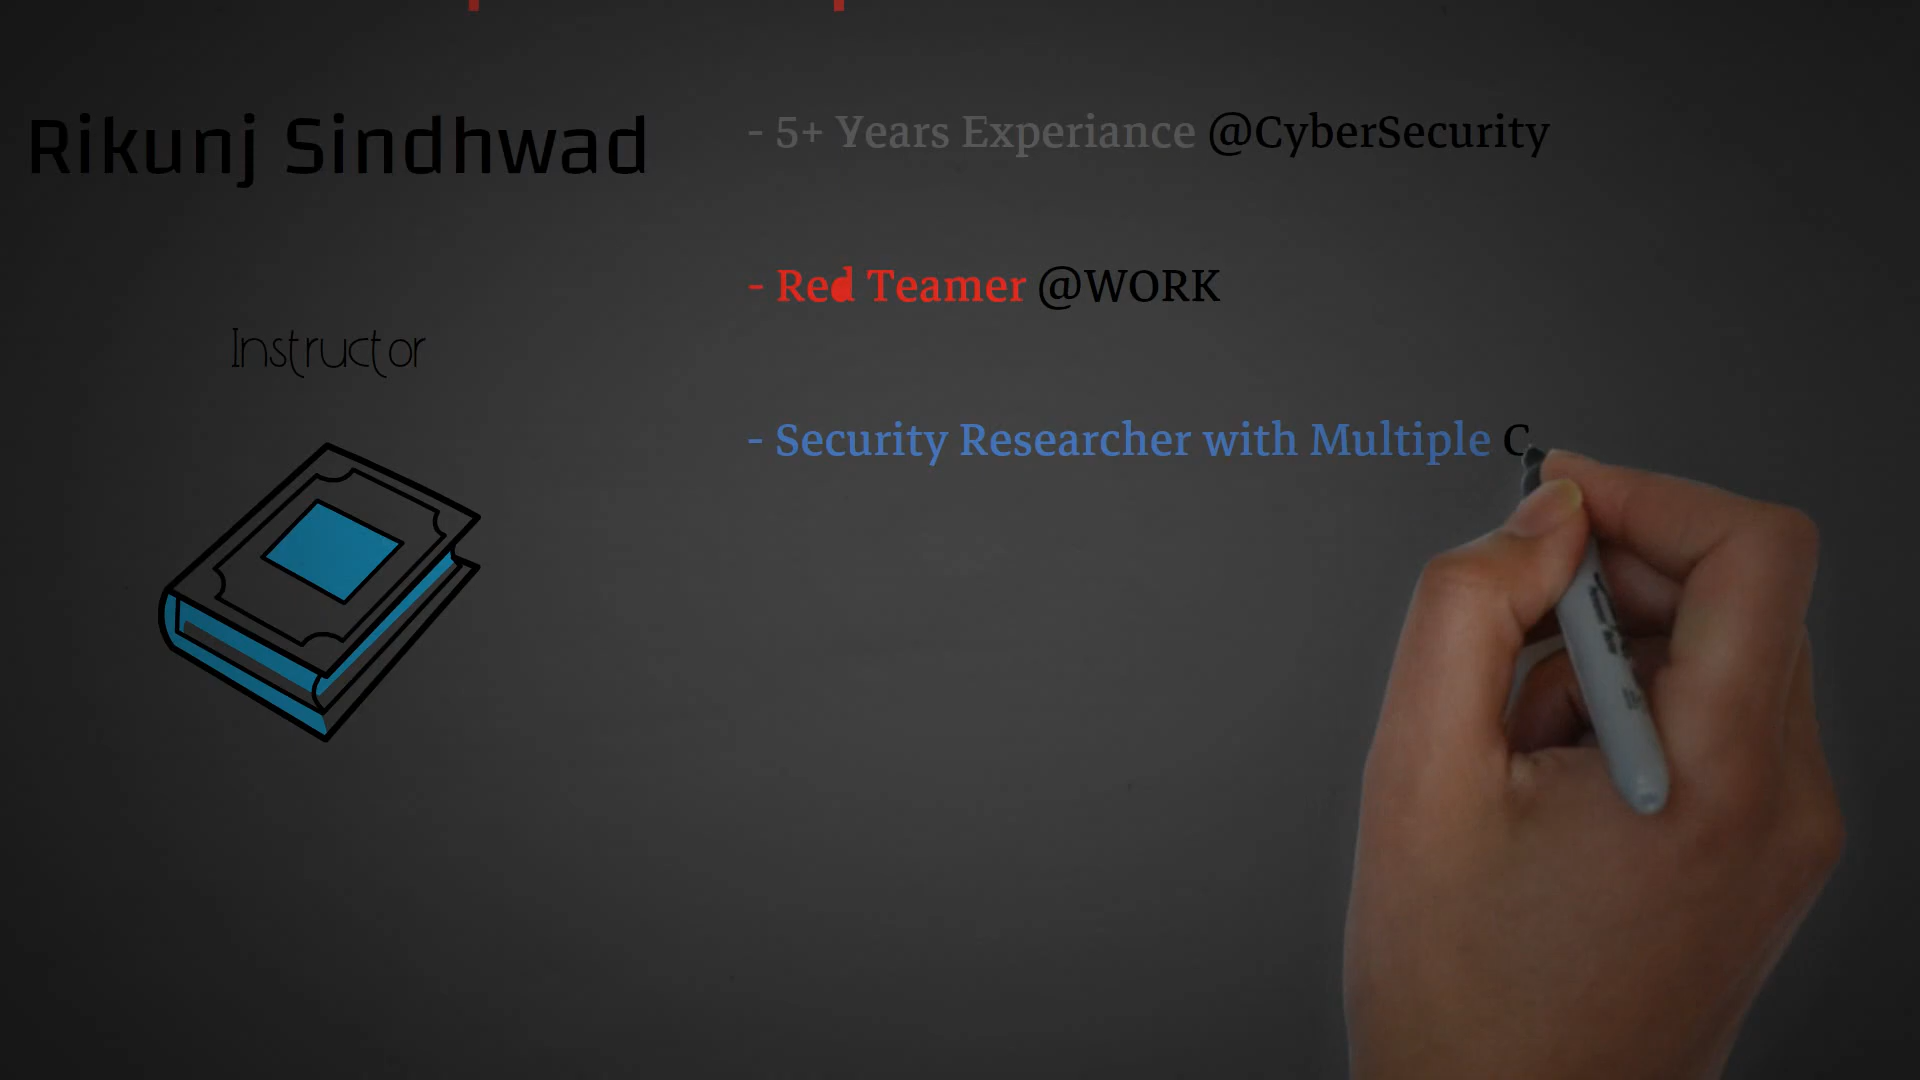 Rikunj Sindhwad
- 5+ Years Experiance @CyberSecurity
- Red Teamer @WORK
Instructor
- Security Researcher with Multiple C